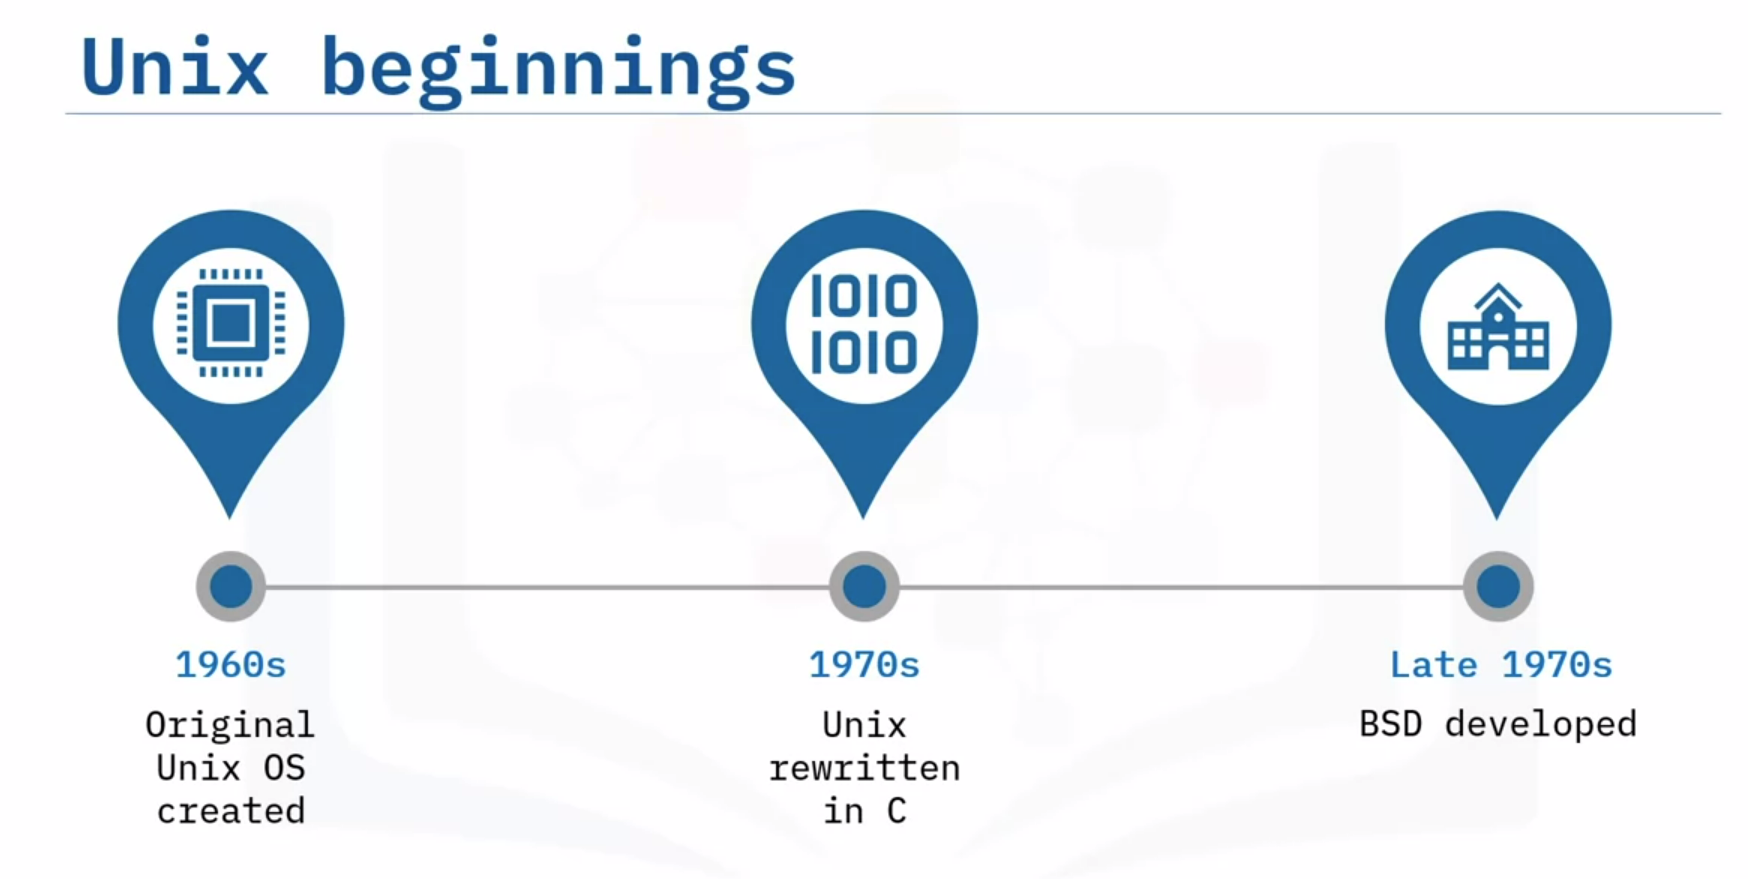 Unix beginnings
1010
1010
1960s
Original
Unix OS
created
1970s
Unix
rewritten
in C
Late 1970s
BSD developed